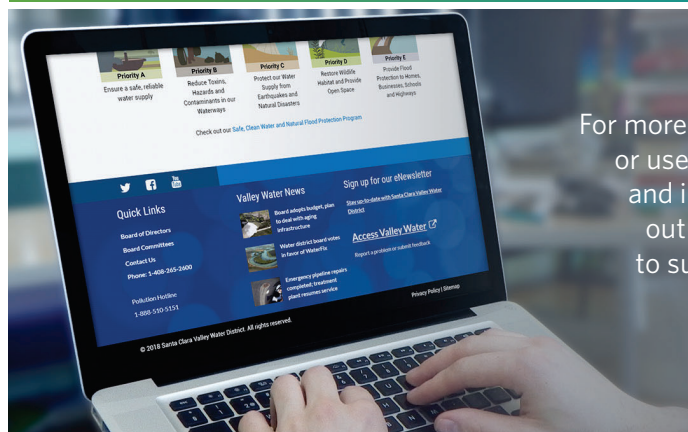 Priority A
Ensure a safe, reliable
water supply
Priority B
Reduce Toxins,
Hazards and
Contaminants in our
Waterways
Priority C
Protect our Water
Supply from
Earthquakes and
Natural Disasters
Priority D
Restore Wildlife
Habitat and Provide
Open Space
Priority E
Provide Flood
Protection to Homes,
Businesses, Schools
and Highways
Check out our Safe, Clean Water and Natural Flood Protection Program
You
Tube
Quick Links
Board of Directors
Board Committees
Contact Us
Phone: 1-408-265-2600
Pollution Hotline
1-888-510-5151
Valley Water News
Board adopts budget, plan
to deal with aging
infrastructure
Water district board votes
in favor of WaterFix
Emergency pipeline repairs
completed; treatment
plant resumes service
Sign up for our eNewsletter
Stay up-to-date with Santa Clara Valley Water
District
Access Valley Water
Report a problem or submit feedback
© 2018 Santa Clara Valley Water District. All rights reserved.
Privacy Policy | Sitemap
For more
or use
and i
out
to su